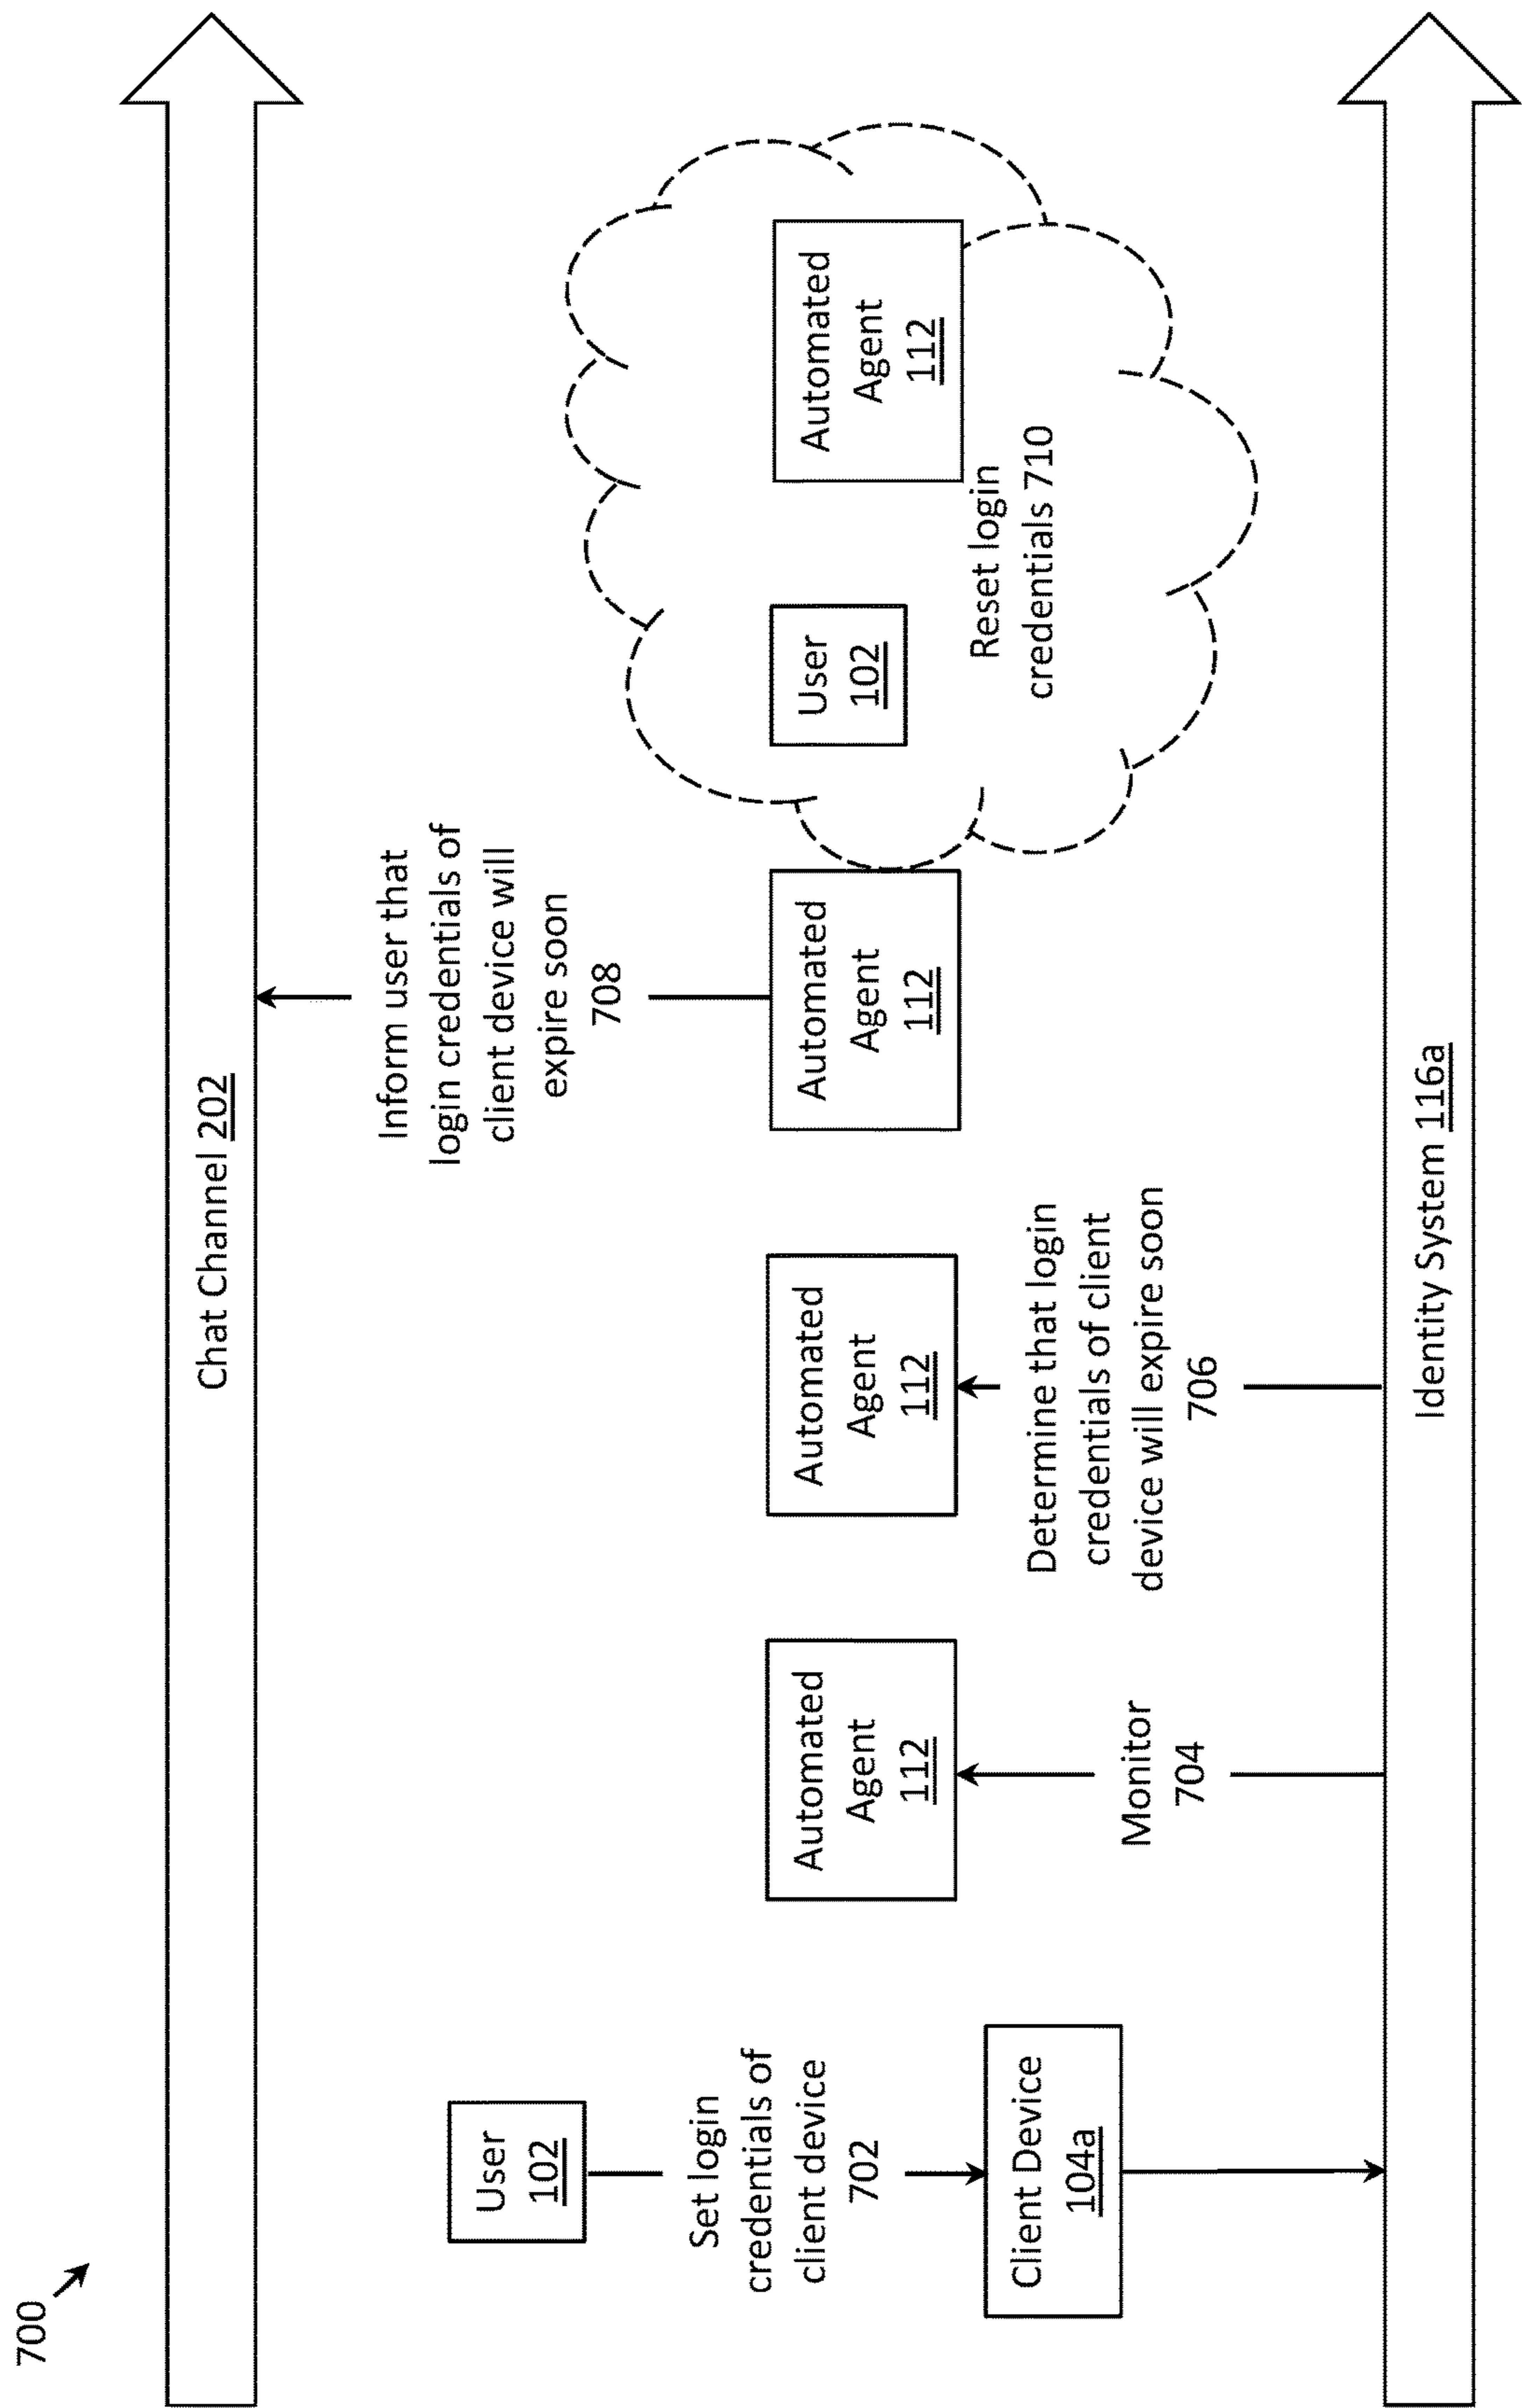 700
Chat Channel 202
User
102
Set login
credentials of
client device
702
Client Device
104a
Automated
Agent
112
Monitor
704
Automated
Agent
112
Determine that login
credentials of client
device will expire soon
706
Inform user that
login credentials of
client device will
expire soon
708
Automated
Agent
112
User
102
Automated
Agent
112
Reset login
credentials 710
Identity System 116a